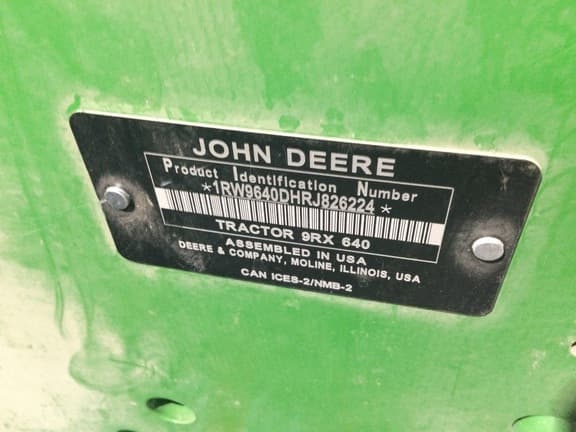 JOHN DEERE
Product Identification Number
*1RW9640DHRJ826224*
TRACTOR 9RX 640
ASSEMBLED IN USA
DEERE & COMPANY, MOLINE, ILLINOIS, USA
CAN ICES-2/NMB-2